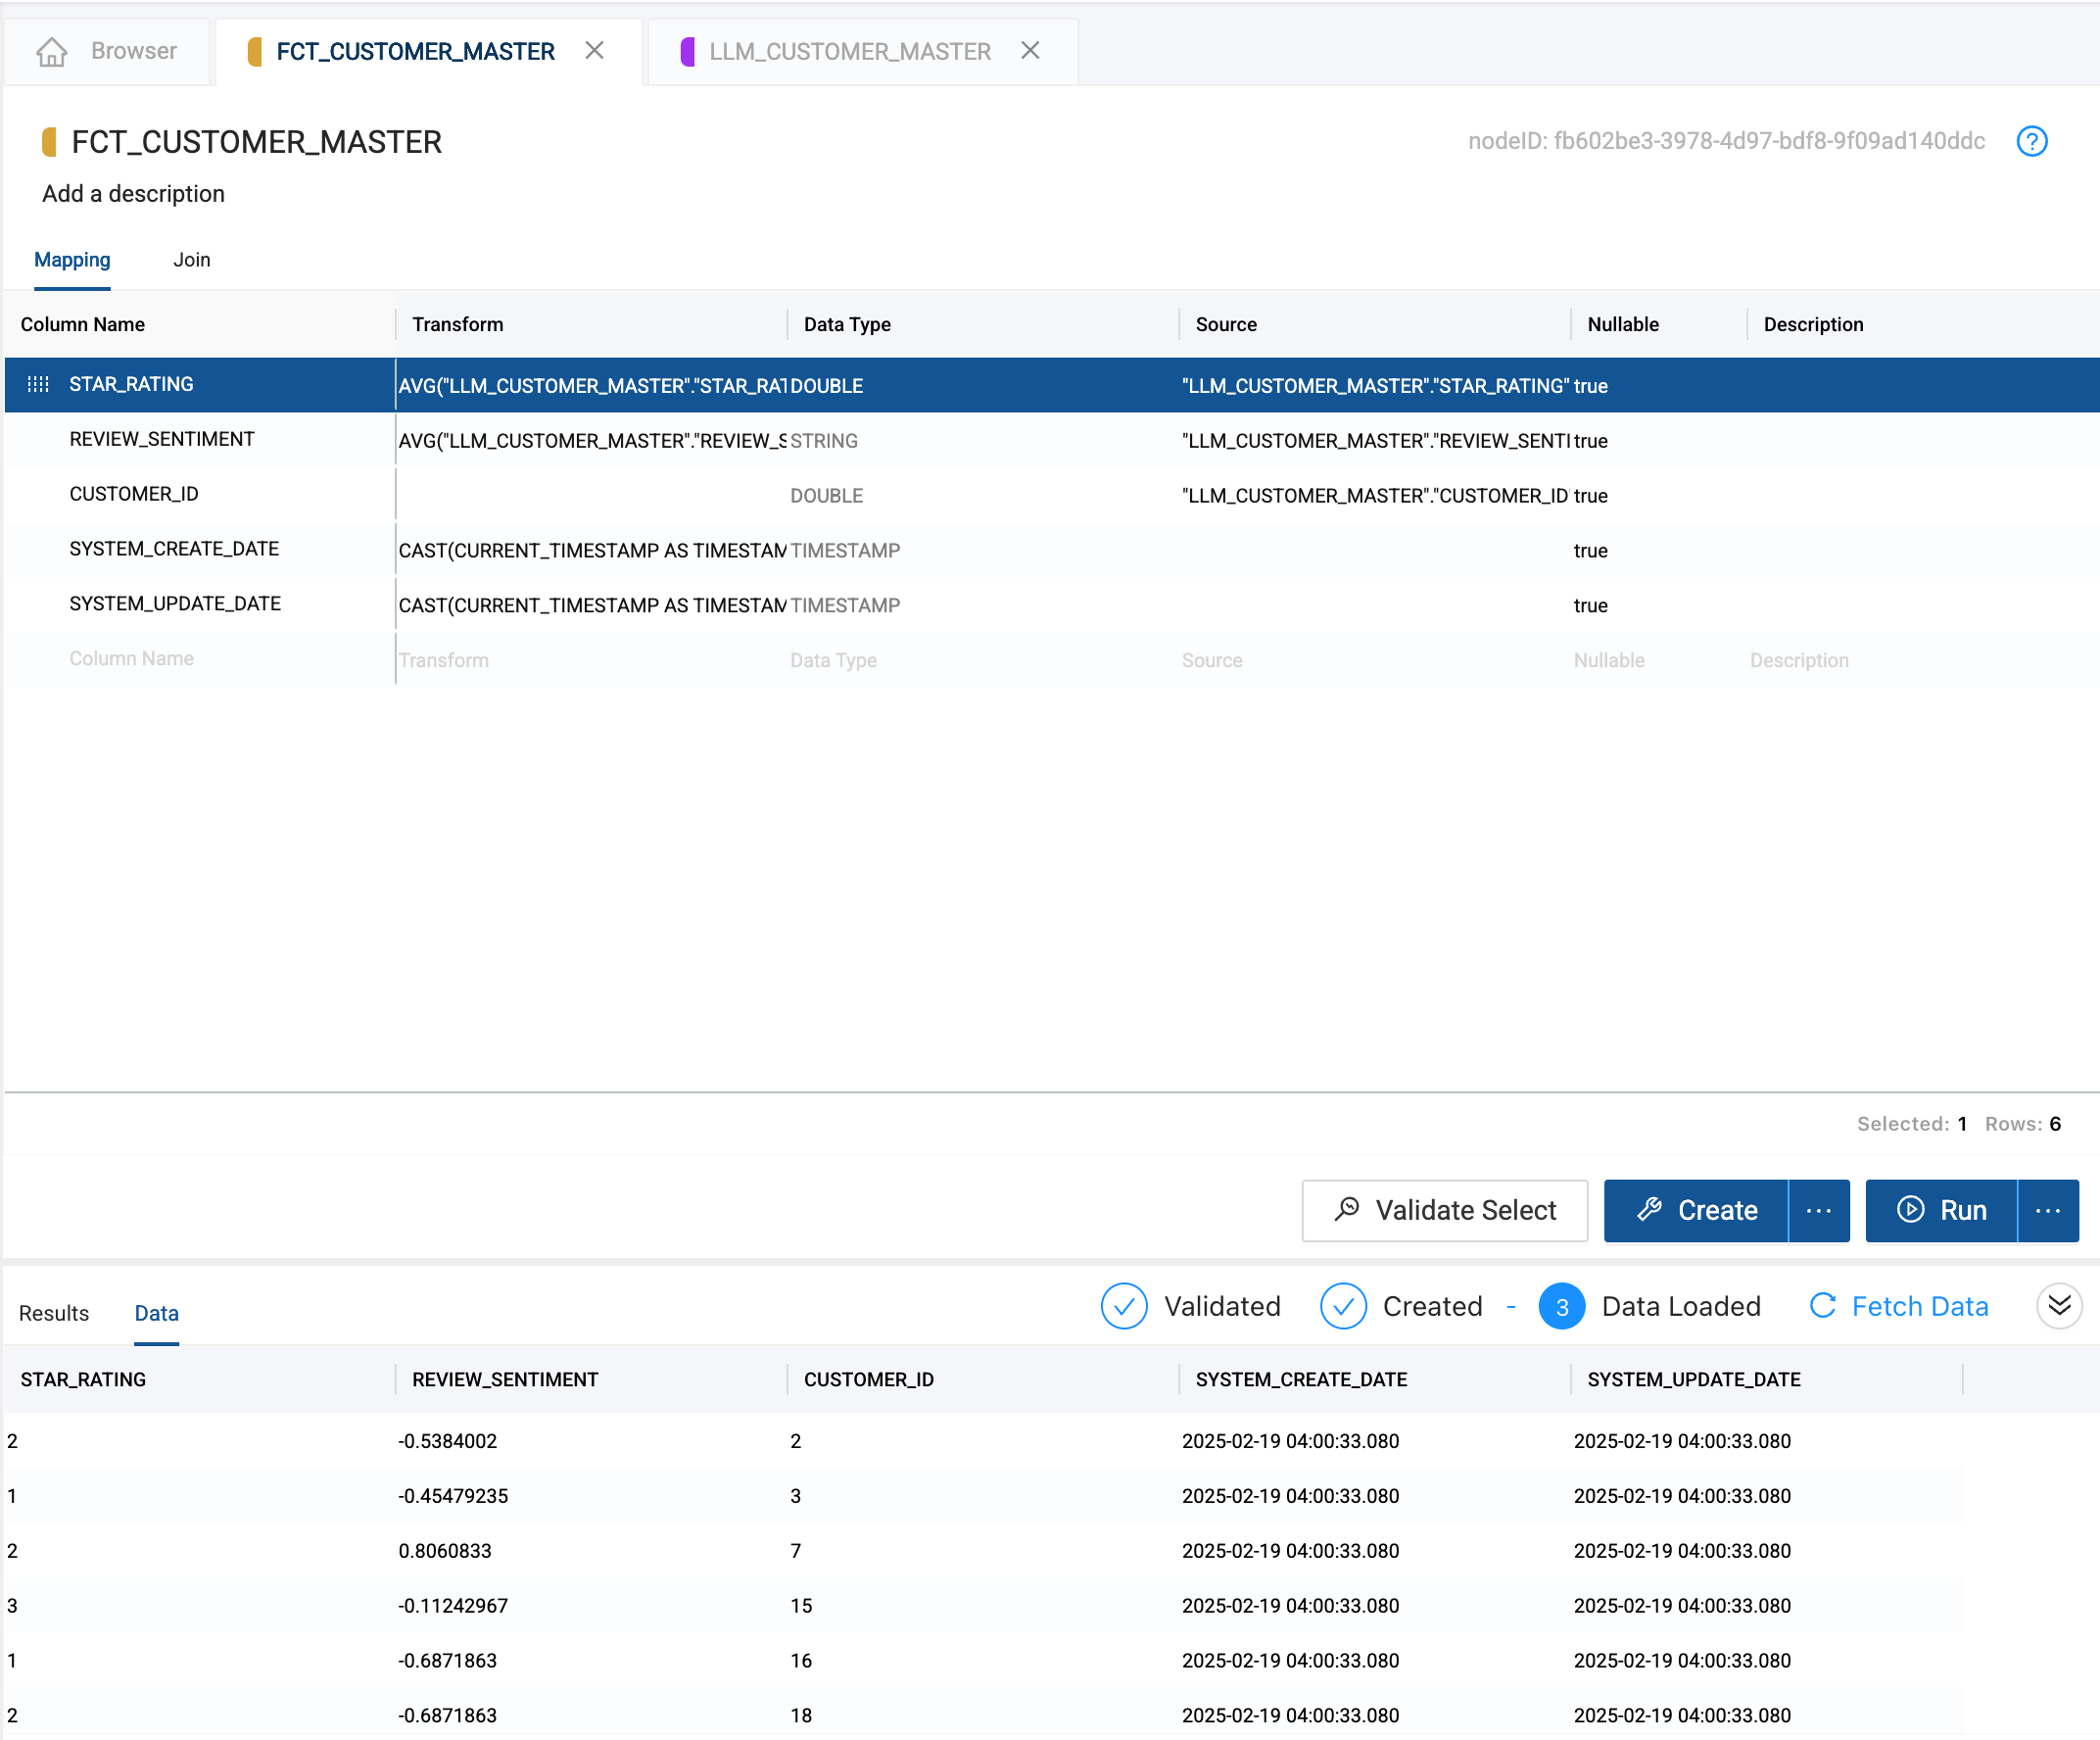 Browser FCT_CUSTOMER_MASTER LLM_CUSTOMER_MASTER
FCT_CUSTOMER_MASTER nodeID: fb602be3-3978-4d97-bdf8-9f09ad140ddc ?
Add a description
Mapping Join
Column Name Transform Data Type Source Nullable Description
STAR_RATING AVG("LLM_CUSTOMER_MASTER"."STAR_RAT DOUBLE "LLM_CUSTOMER_MASTER"."STAR_RATING" true
REVIEW_SENTIMENT AVG("LLM_CUSTOMER_MASTER"."REVIEW_S STRING "LLM_CUSTOMER_MASTER"."REVIEW_SENTI true
CUSTOMER_ID DOUBLE "LLM_CUSTOMER_MASTER"."CUSTOMER_ID true
SYSTEM_CREATE_DATE CAST(CURRENT_TIMESTAMP AS TIMESTAM TIMESTAMP true
SYSTEM_UPDATE_DATE CAST(CURRENT_TIMESTAMP AS TIMESTAM TIMESTAMP true
Column Name Transform Data Type Source Nullable Description
Selected: 1 Rows: 6
Validate Select Create ... Run ...
Results Data Validated Created - 3 Data Loaded Fetch Data
STAR_RATING REVIEW_SENTIMENT CUSTOMER_ID SYSTEM_CREATE_DATE SYSTEM_UPDATE_DATE
2 -0.5384002 2 2025-02-19 04:00:33.080 2025-02-19 04:00:33.080
1 -0.45479235 3 2025-02-19 04:00:33.080 2025-02-19 04:00:33.080
2 0.8060833 7 2025-02-19 04:00:33.080 2025-02-19 04:00:33.080
3 -0.11242967 15 2025-02-19 04:00:33.080 2025-02-19 04:00:33.080
1 -0.6871863 16 2025-02-19 04:00:33.080 2025-02-19 04:00:33.080
2 -0.6871863 18 2025-02-19 04:00:33.080 2025-02-19 04:00:33.080